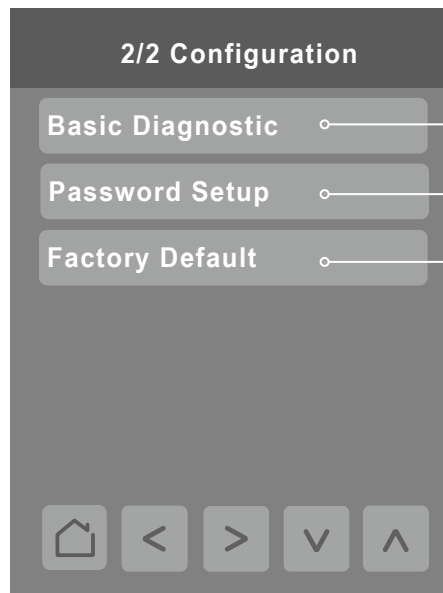 2/2 Configuration
Basic Diagnostic
Password Setup
Factory Default